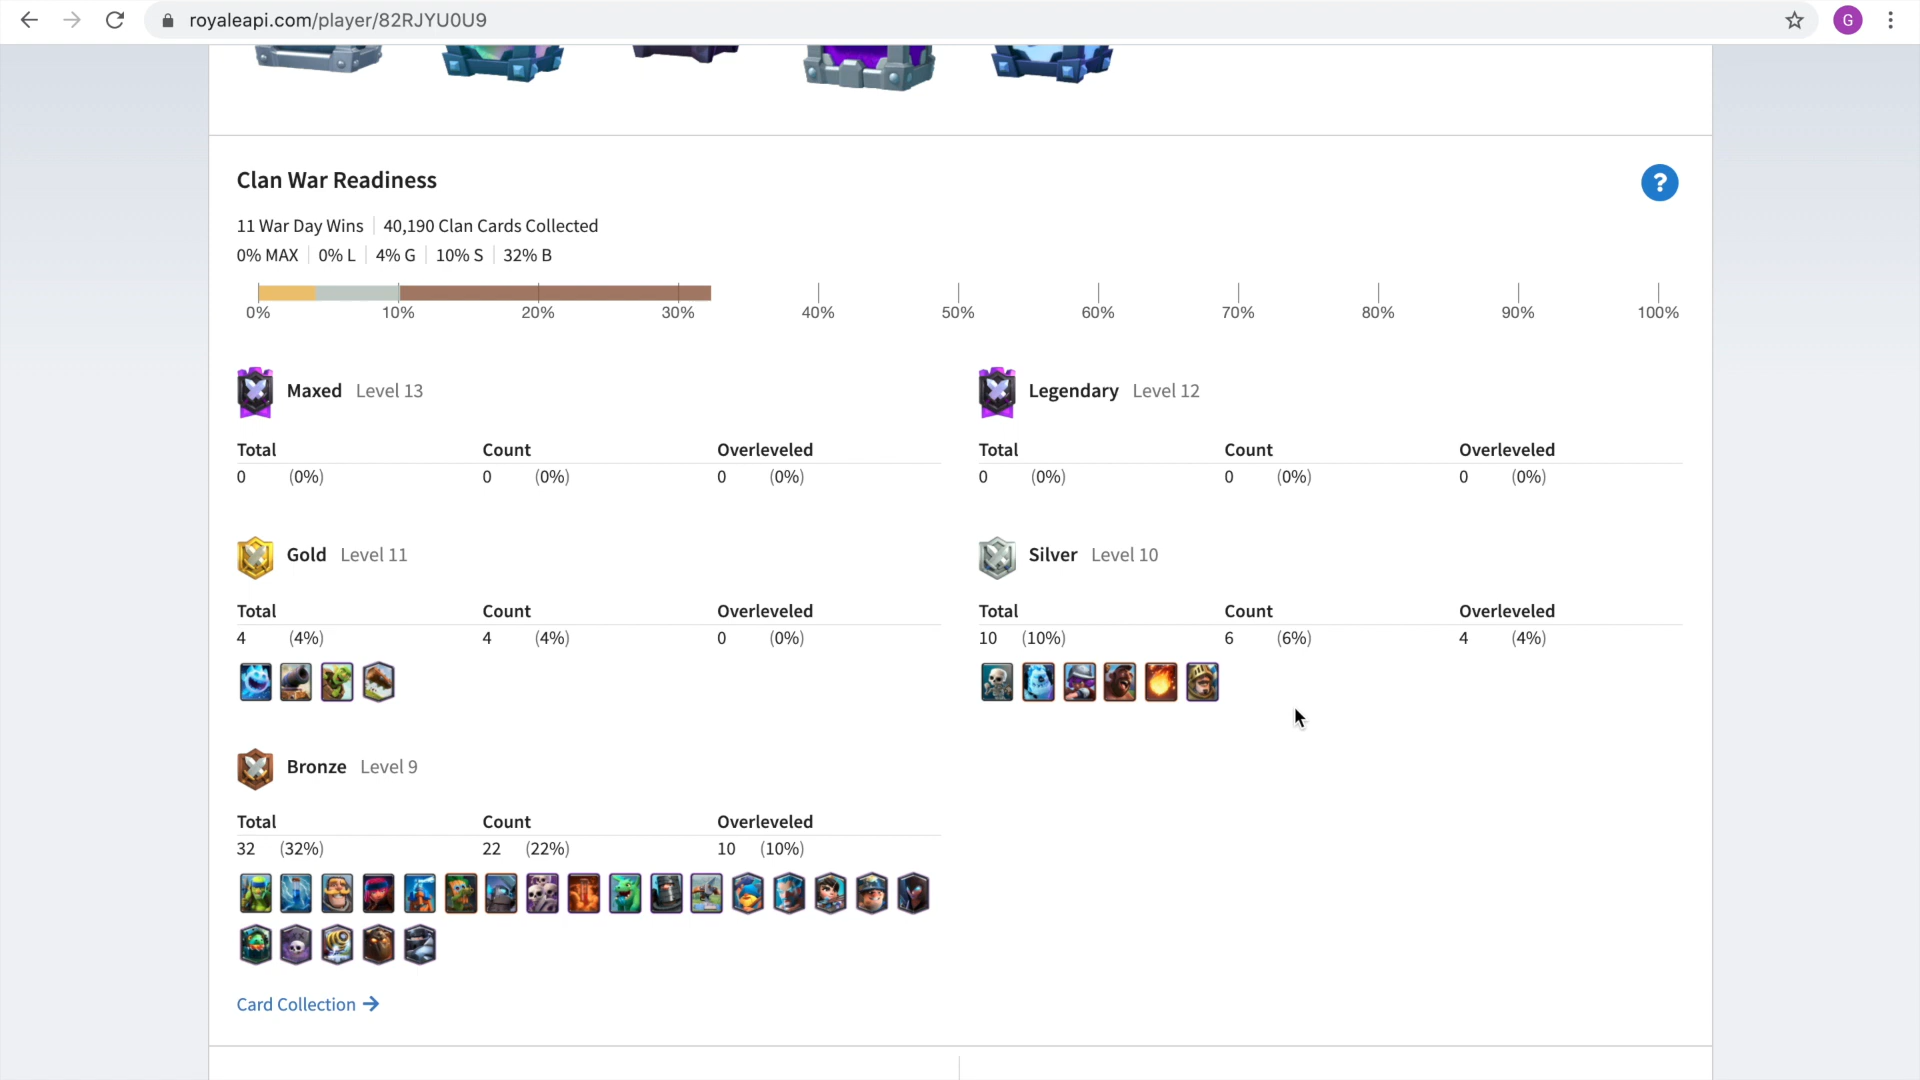 royaleapi.com/player/82RJYU0U9
G
Clan War Readiness
?
11 War Day Wins 40,190 Clan Cards Collected
0% MAX 0% L 4% G 10% S 32% B
0% 10% 20% 30% 40% 50% 60% 70% 80% 90% 100%
Maxed Level 13
Total Count Overleveled
0 (0%) 0 (0%) 0 (0%)
Legendary Level 12
Total Count Overleveled
0 (0%) 0 (0%) 0 (0%)
Gold Level 11
Total Count Overleveled
4 (4%) 4 (4%) 0 (0%)
Silver Level 10
Total Count Overleveled
10 (10%) 6 (6%) 4 (4%)
Bronze Level 9
Total Count Overleveled
32 (32%) 22 (22%) 10 (10%)
Card Collection